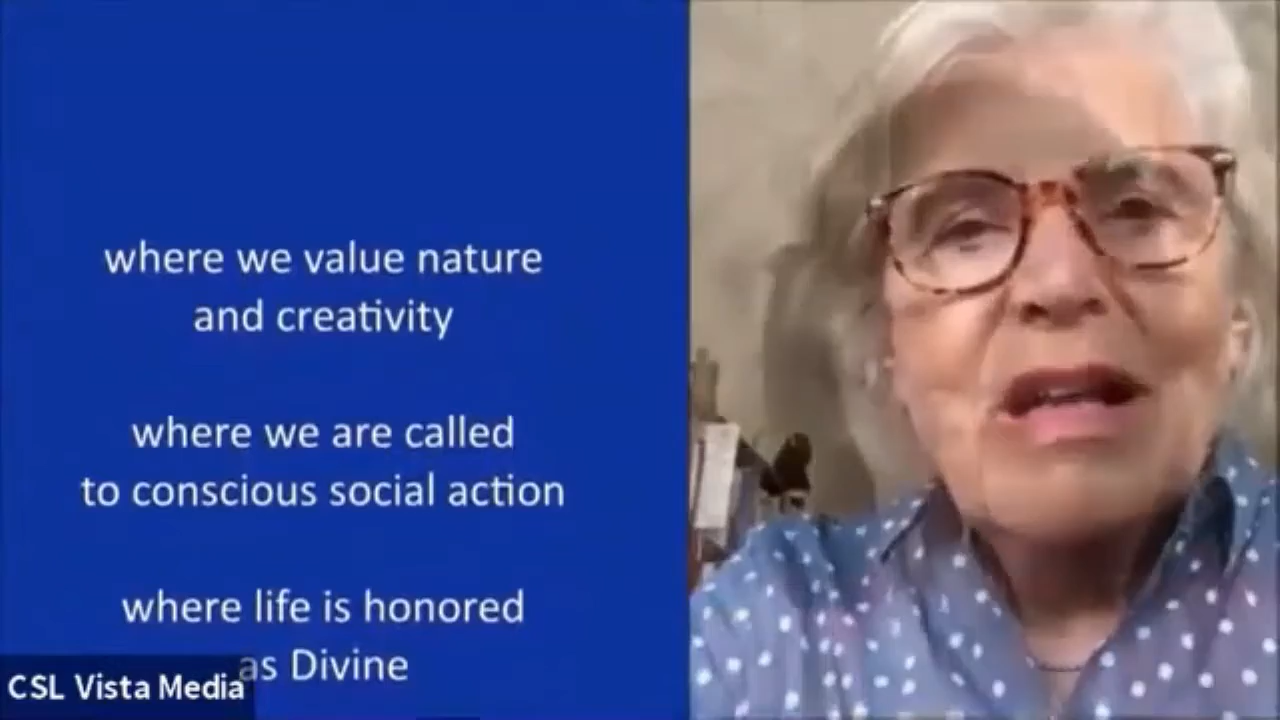 where we value nature
and creativity
where we are called
to conscious social action
where life is honored
as Divine
CSL Vista Media